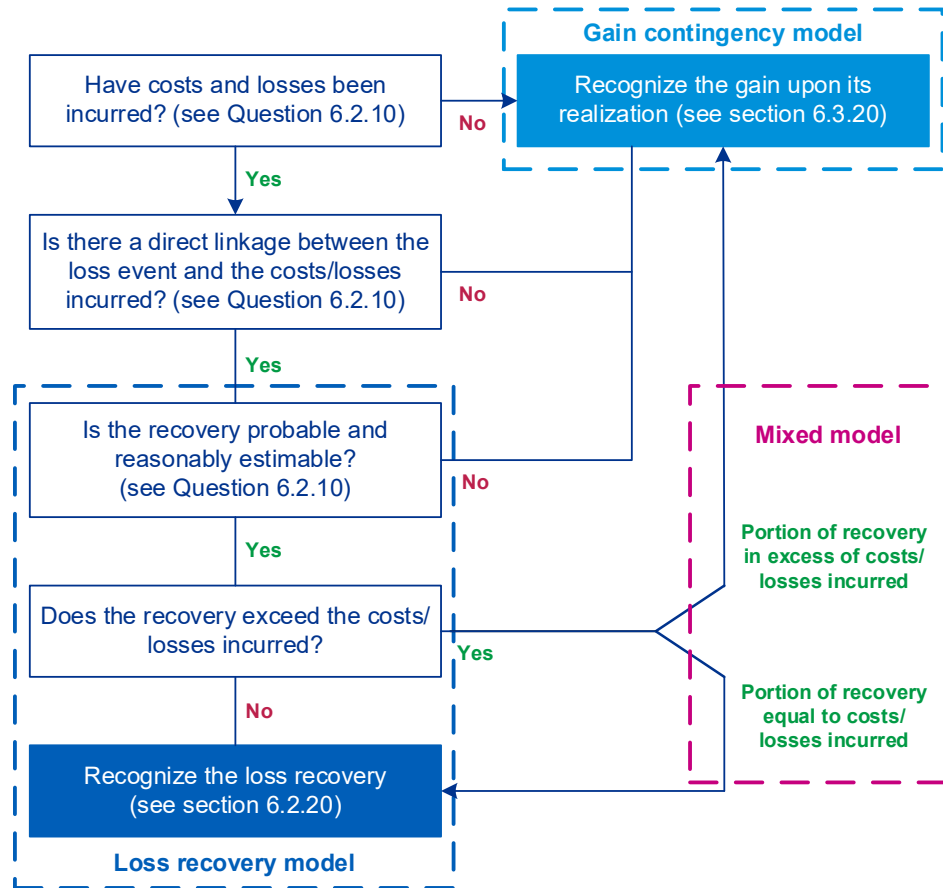 Gain contingency model
Have costs and losses been
incurred? (see Question 6.2.10)
No
Recognize the gain upon its
realization (see section 6.3.20)
Yes
Is there a direct linkage between the
loss event and the costs/losses
incurred? (see Question 6.2.10)
No
Yes
Is the recovery probable and
reasonably estimable?
(see Question 6.2.10)
No
Mixed model
Yes
Portion of recovery
in excess of costs/
losses incurred
Does the recovery exceed the costs/
losses incurred?
Yes
No
Portion of recovery
equal to costs/
losses incurred
Recognize the loss recovery
(see section 6.2.20)
Loss recovery model